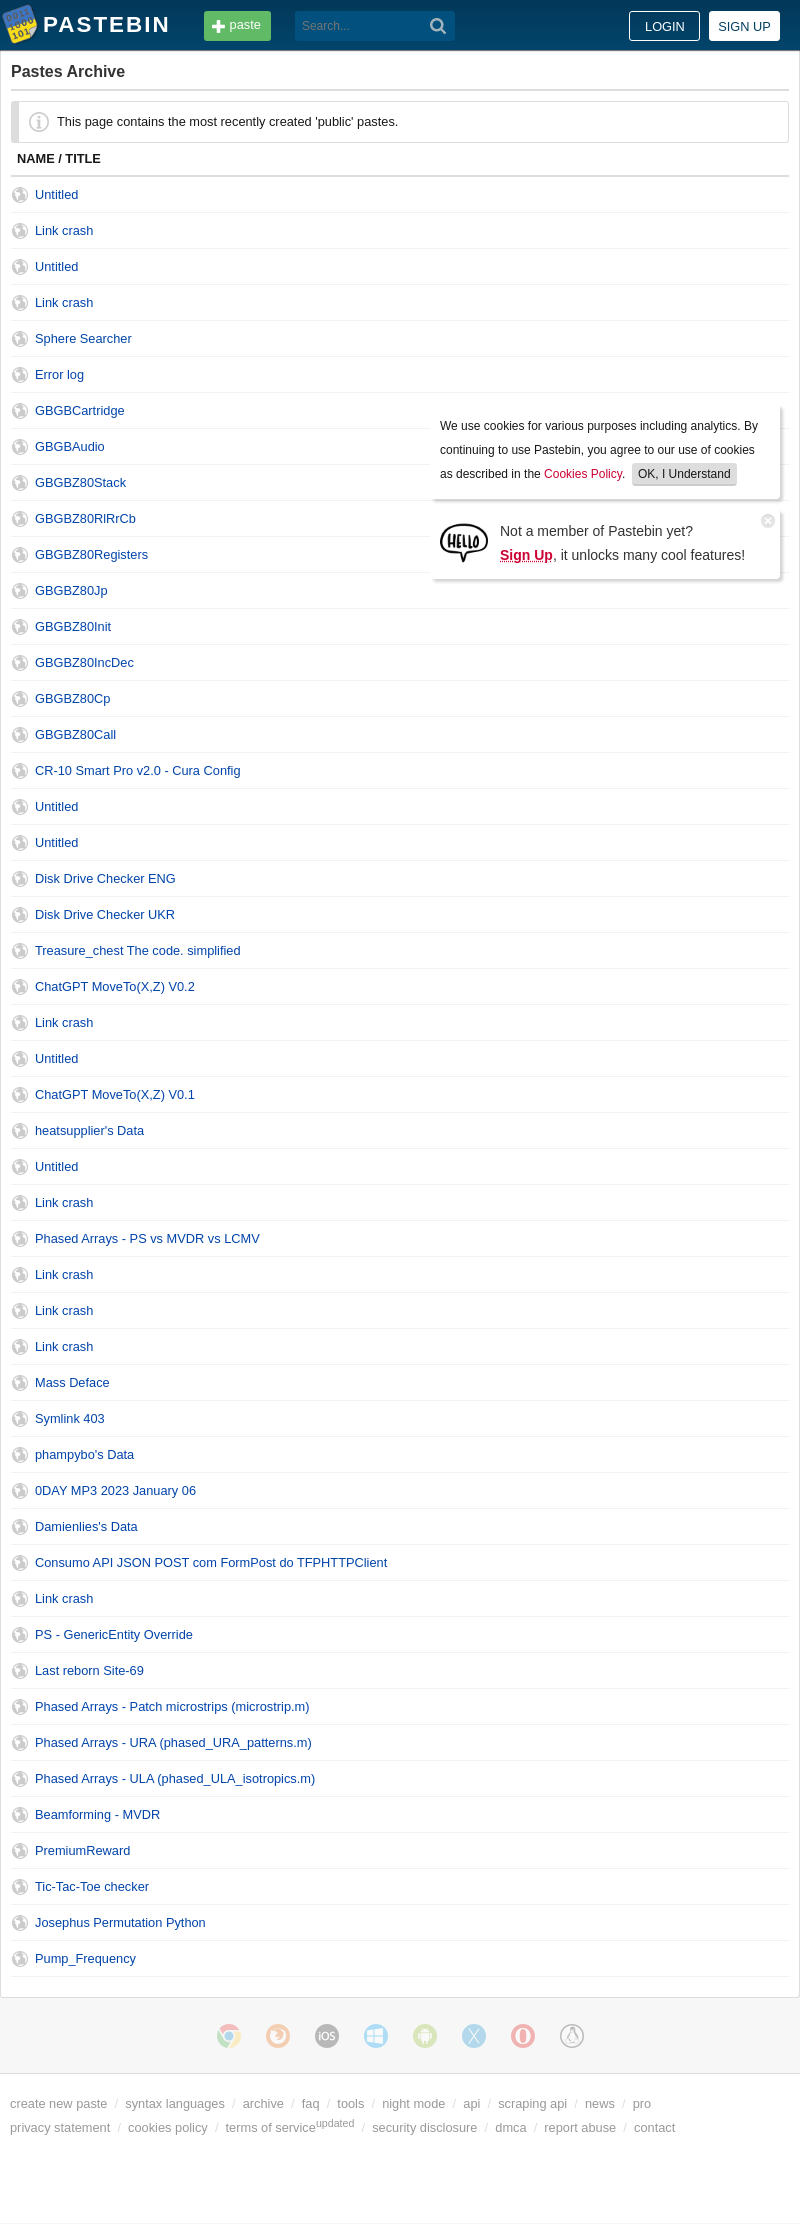 PASTEBIN paste Search... LOGIN SIGN UP
Pastes Archive
This page contains the most recently created 'public' pastes.
NAME / TITLE
Untitled
Link crash
Untitled
Link crash
Sphere Searcher
Error log
GBGBCartridge
GBGBAudio
GBGBZ80Stack
GBGBZ80RlRrCb
GBGBZ80Registers
GBGBZ80Jp
GBGBZ80Init
GBGBZ80IncDec
GBGBZ80Cp
GBGBZ80Call
We use cookies for various purposes including analytics. By
continuing to use Pastebin, you agree to our use of cookies
as described in the Cookies Policy. OK, I Understand
HELLO
Not a member of Pastebin yet?
Sign Up, it unlocks many cool features!
CR-10 Smart Pro v2.0 - Cura Config
Untitled
Untitled
Disk Drive Checker ENG
Disk Drive Checker UKR
Treasure_chest The code. simplified
ChatGPT MoveTo(X,Z) V0.2
Link crash
Untitled
ChatGPT MoveTo(X,Z) V0.1
heatsupplier's Data
Untitled
Link crash
Phased Arrays - PS vs MVDR vs LCMV
Link crash
Link crash
Link crash
Mass Deface
Symlink 403
phampybo's Data
0DAY MP3 2023 January 06
Damienlies's Data
Consumo API JSON POST com FormPost do TFPHTTPClient
Link crash
PS - GenericEntity Override
Last reborn Site-69
Phased Arrays - Patch microstrips (microstrip.m)
Phased Arrays - URA (phased_URA_patterns.m)
Phased Arrays - ULA (phased_ULA_isotropics.m)
Beamforming - MVDR
PremiumReward
Tic-Tac-Toe checker
Josephus Permutation Python
Pump_Frequency
iOS
create new paste / syntax languages / archive / faq / tools / night mode / api / scraping api / news / pro
privacy statement / cookies policy / terms of service updated / security disclosure / dmca / report abuse / contact